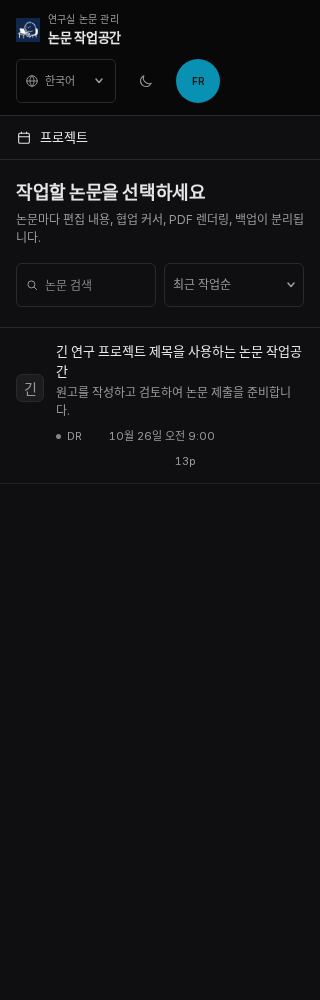 연구실 논문 관리
논문 작업공간
한국어
FR
프로젝트
작업할 논문을 선택하세요
논문마다 편집 내용, 협업 커서, PDF 렌더링, 백업이 분리됩
니다.
논문 검색
최근 작업순
긴 연구 프로젝트 제목을 사용하는 논문 작업공
간
긴
원고를 작성하고 검토하여 논문 제출을 준비합니
다.
DR
10월 26일 오전 9:00
13p